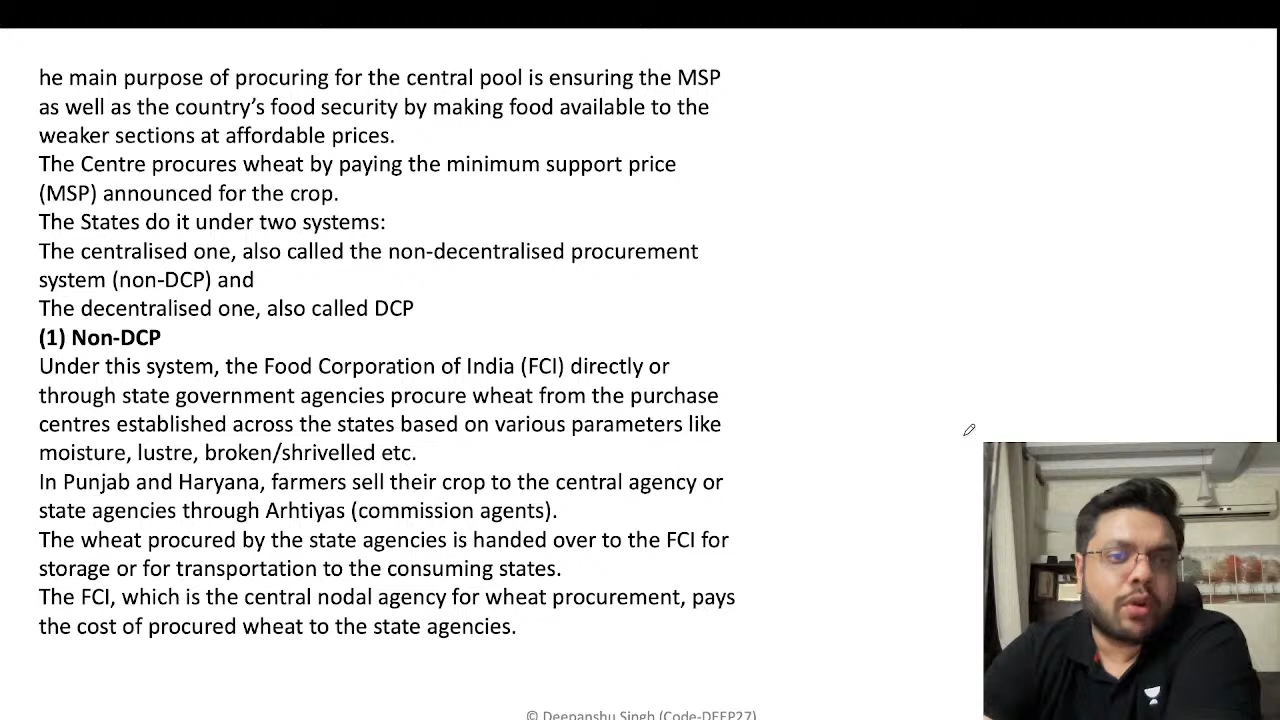 he main purpose of procuring for the central pool is ensuring the MSP
as well as the country’s food security by making food available to the
weaker sections at affordable prices.
The Centre procures wheat by paying the minimum support price
(MSP) announced for the crop.
The States do it under two systems:
The centralised one, also called the non-decentralised procurement
system (non-DCP) and
The decentralised one, also called DCP
(1) Non-DCP
Under this system, the Food Corporation of India (FCI) directly or
through state government agencies procure wheat from the purchase
centres established across the states based on various parameters like
moisture, lustre, broken/shrivelled etc.
In Punjab and Haryana, farmers sell their crop to the central agency or
state agencies through Arhtiyas (commission agents).
The wheat procured by the state agencies is handed over to the FCI for
storage or for transportation to the consuming states.
The FCI, which is the central nodal agency for wheat procurement, pays
the cost of procured wheat to the state agencies.
© Deepanshu Singh (Code-DEEP27)